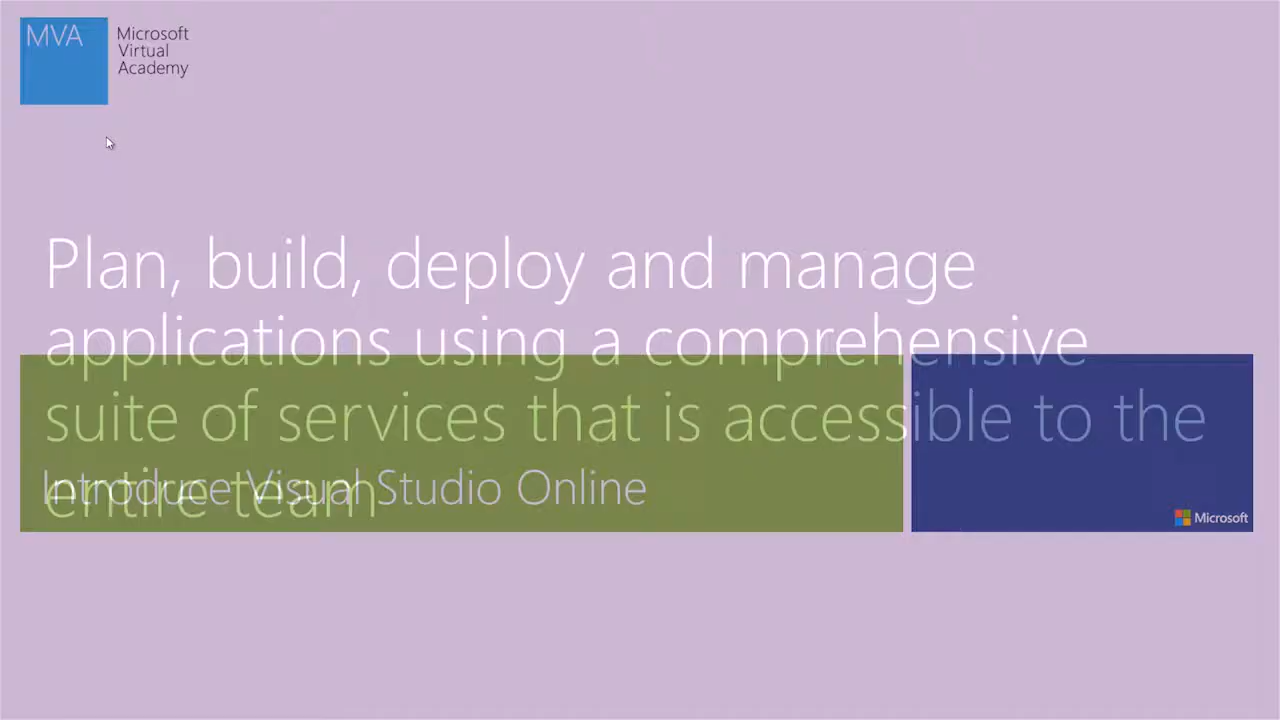 MVA
Microsoft
Virtual
Academy
Plan, build, deploy and manage
applications using a comprehensive
suite of services that is accessible to the
entire team
Introduce Visual Studio Online
Microsoft